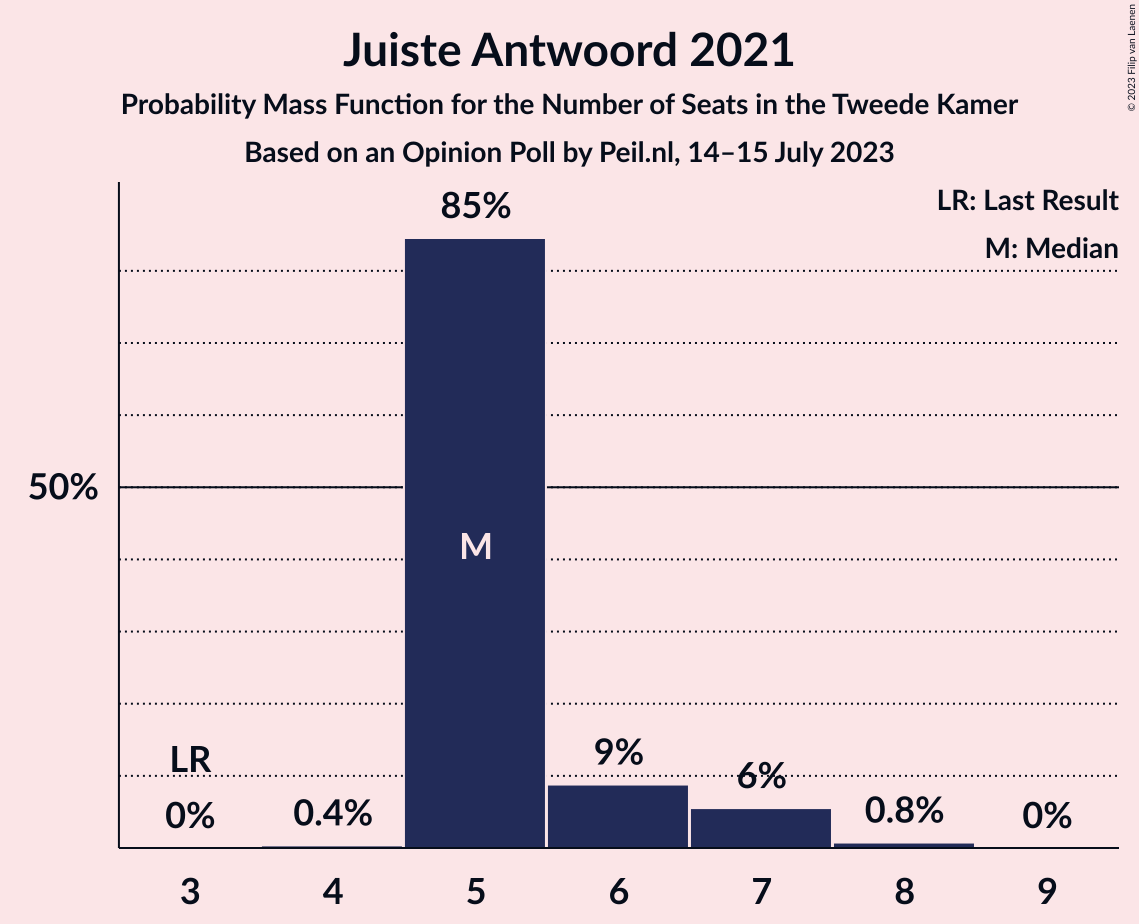 Juiste Antwoord 2021
Probability Mass Function for the Number of Seats in the Tweede Kamer
Based on an Opinion Poll by Peil.nl, 14–15 July 2023
© 2023 Filip van Laenen
LR: Last Result
M: Median
85%
50%
M
LR
0%
0.4%
9%
6%
0.8%
0%
3 4 5 6 7 8 9